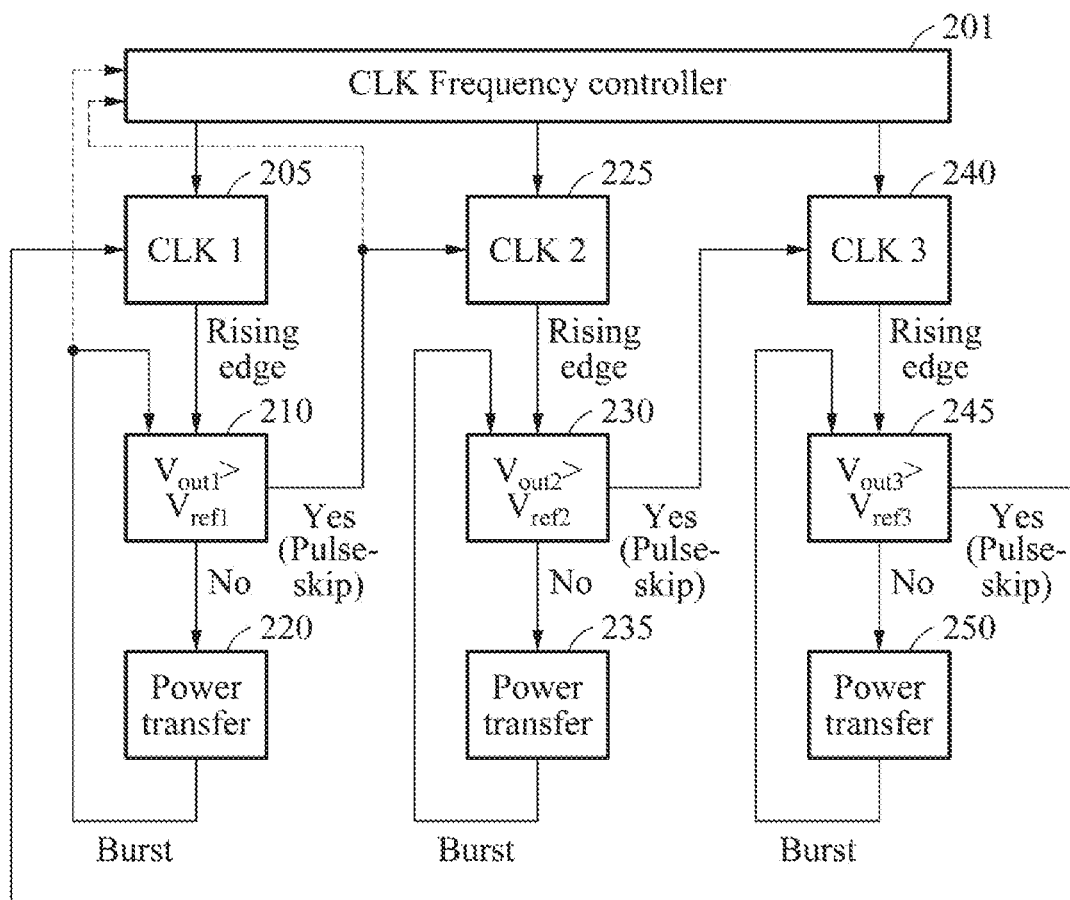 201
CLK Frequency controller
205
225
240
CLK 1
CLK 2
CLK 3
Rising
edge
Rising
edge
Rising
edge
210
230
245
Vout1>
Vref1
Vout2>
Vref2
Vout3>
Vref3
Yes
(Pulse-
skip)
Yes
(Pulse-
skip)
Yes
(Pulse-
skip)
No
No
No
220
235
250
Power
transfer
Power
transfer
Power
transfer
Burst
Burst
Burst